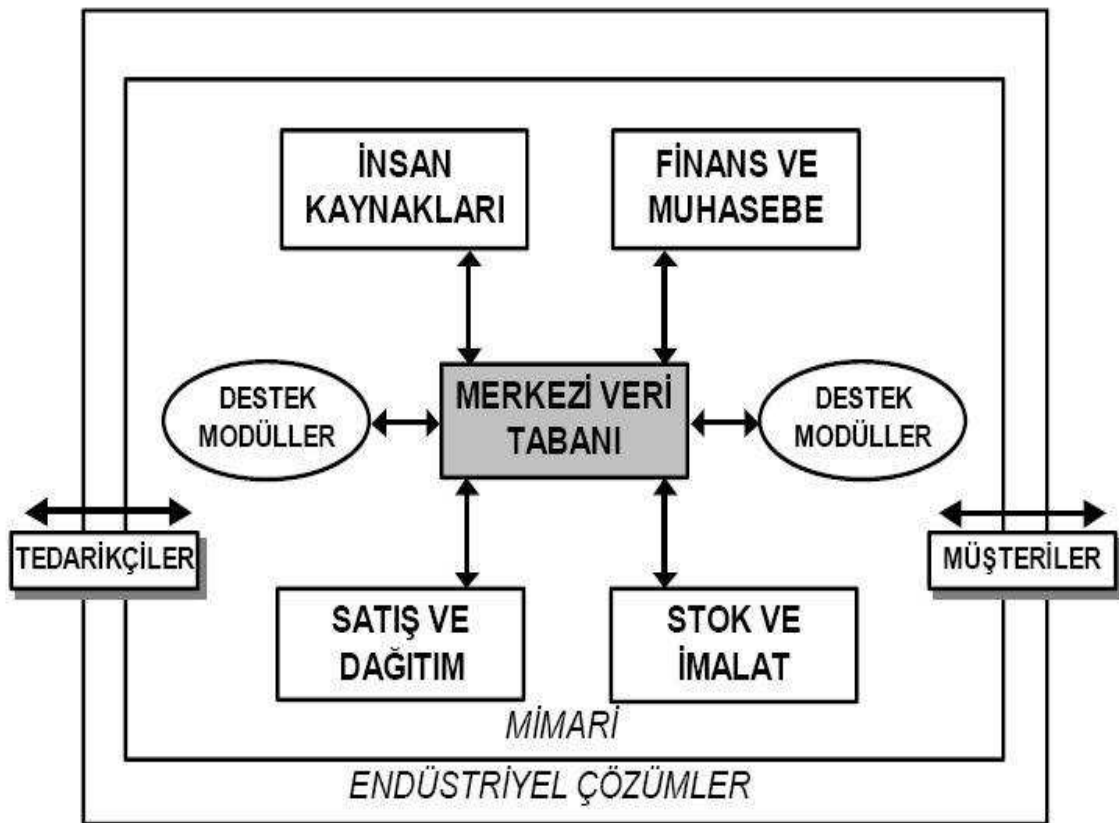 İNSAN
KAYNAKLARI
FİNANS VE
MUHASEBE
DESTEK
MODÜLLER
MERKEZİ VERİ
TABANI
DESTEK
MODÜLLER
TEDARİKÇİLER
MÜŞTERİLER
SATIŞ VE
DAĞITIM
STOK VE
İMALAT
MİMARİ
ENDÜSTRİYEL ÇÖZÜMLER